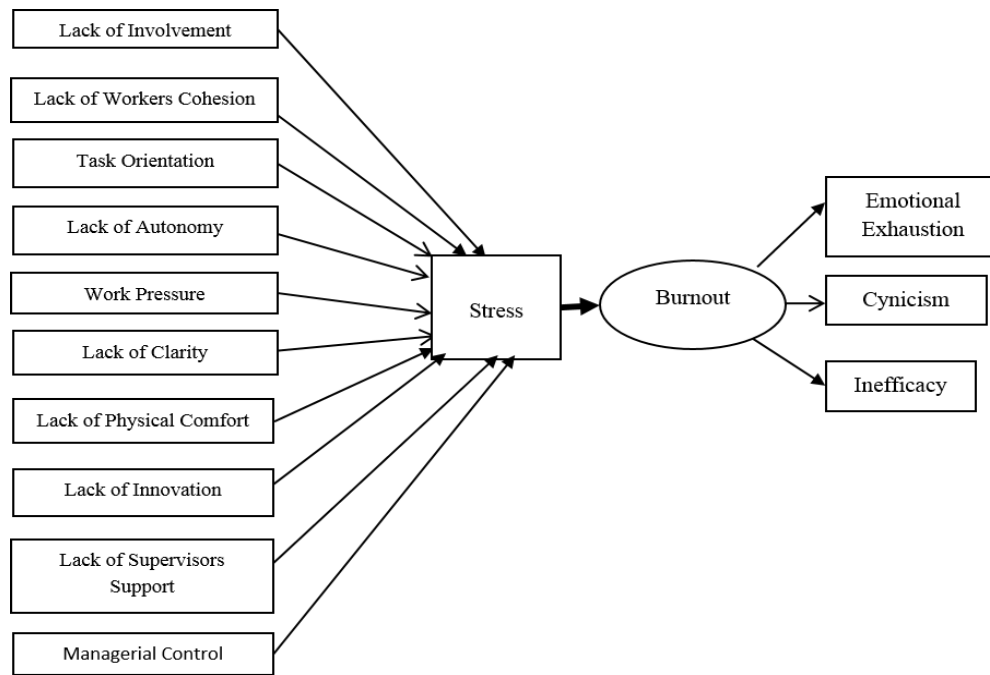 Lack of Involvement
Lack of Workers Cohesion
Task Orientation
Lack of Autonomy
Work Pressure
Lack of Clarity
Lack of Physical Comfort
Lack of Innovation
Lack of Supervisors
Support
Managerial Control
Stress
Burnout
Emotional
Exhaustion
Cynicism
Inefficacy